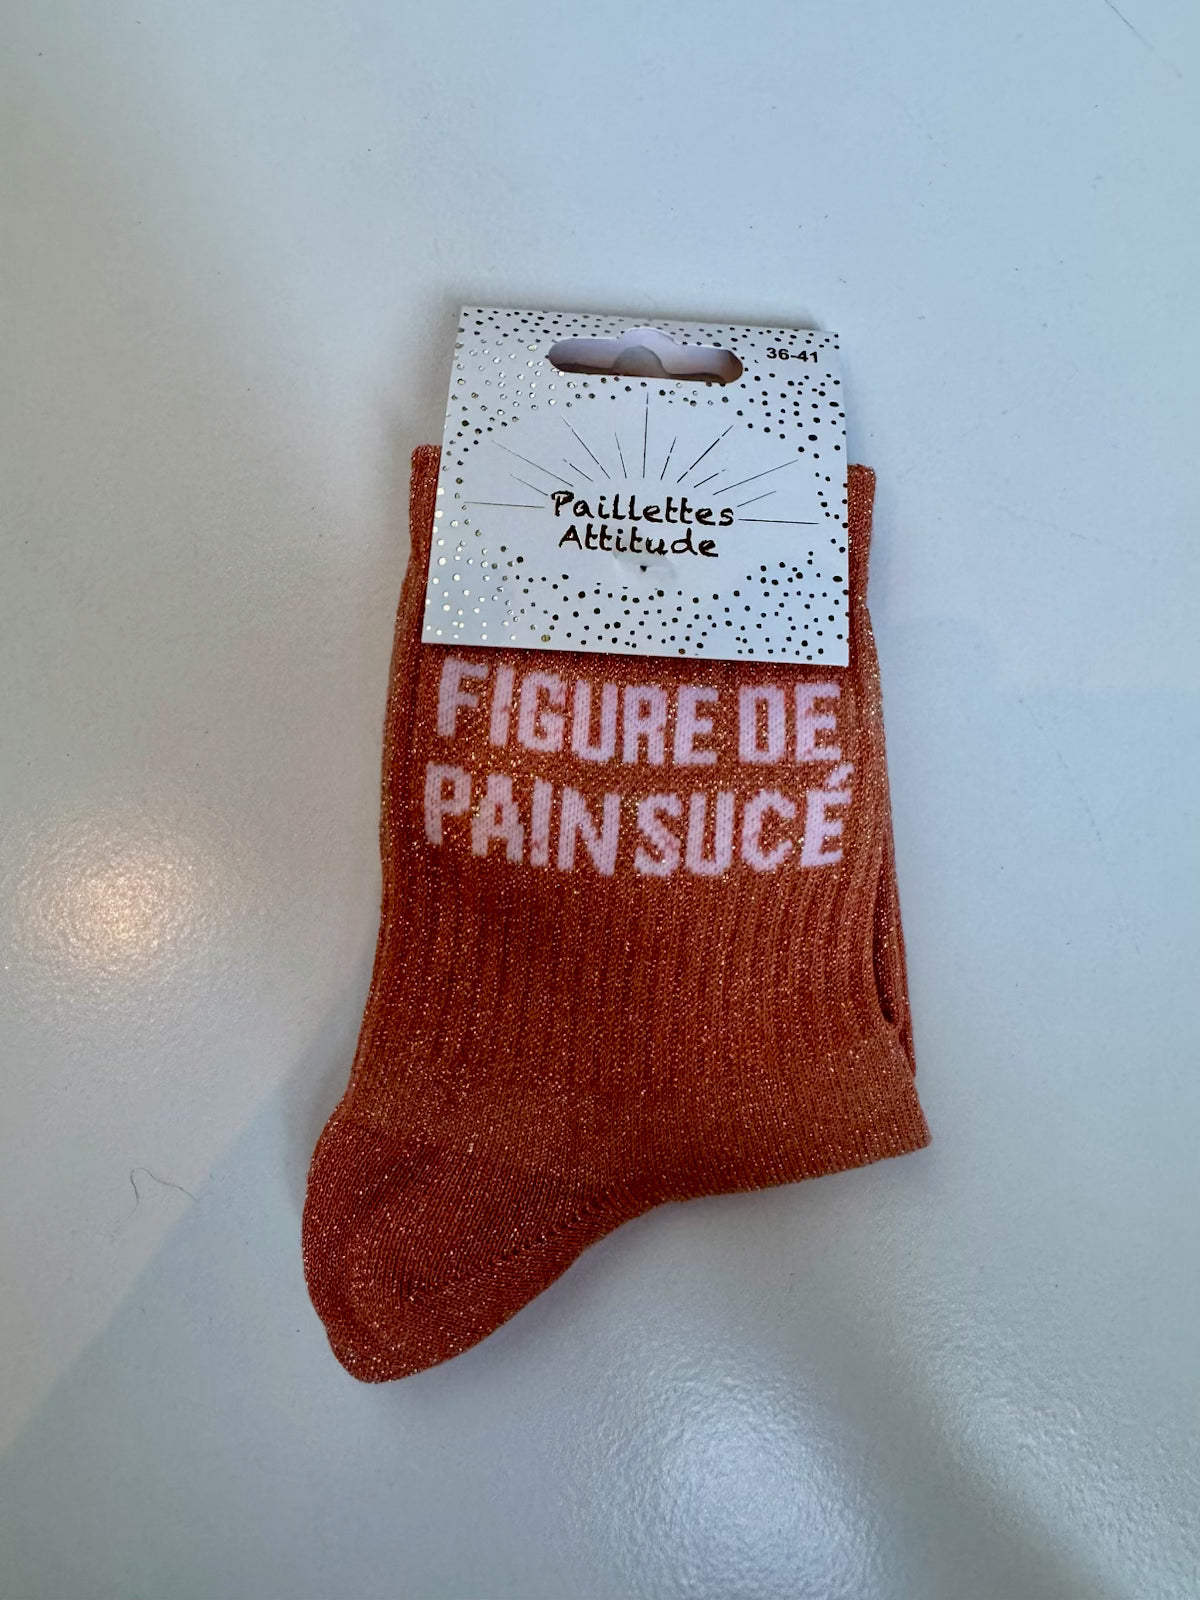 36-41
Paillettes
Attitude
FIGURE DE
PAIN SUCÉ